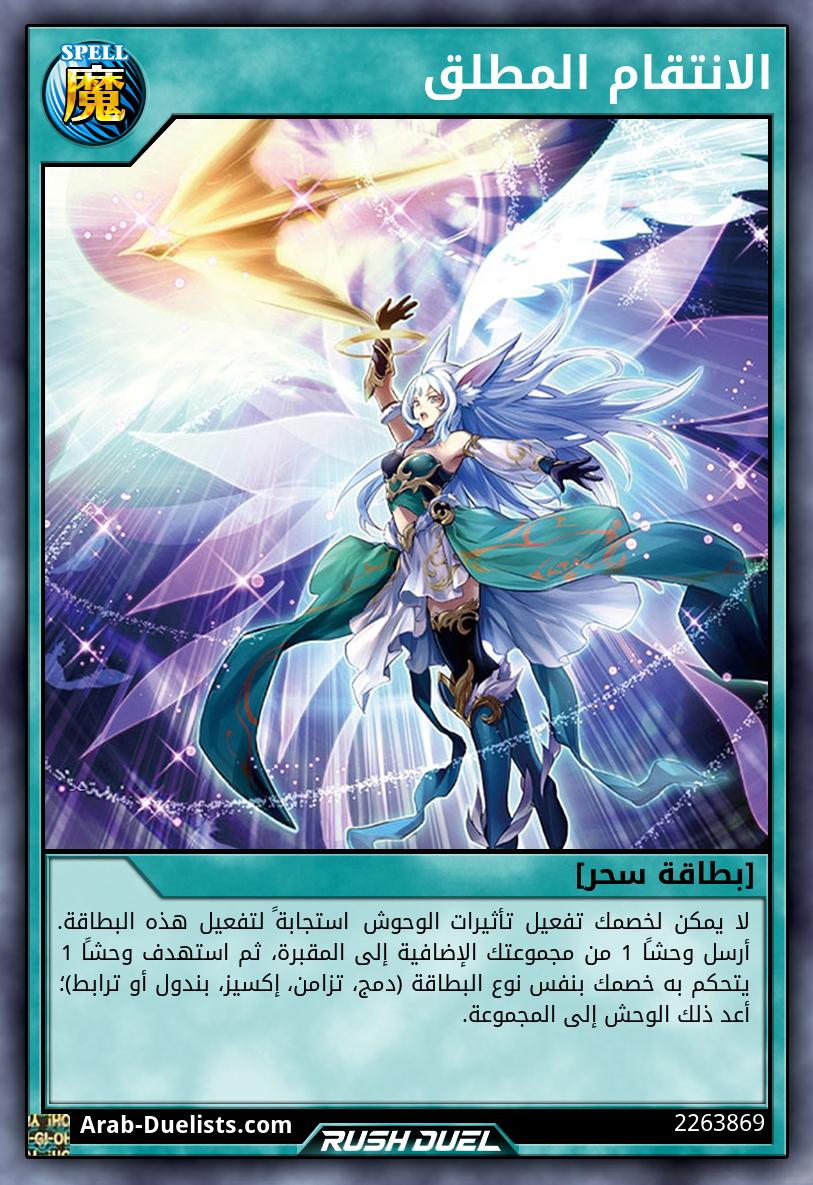 SPELL
魔
الانتقام المطلق
[بطاقة سحر]
لا يمكن لخصمك تفعيل تأثيرات الوحوش استجابةً لتفعيل هذه البطاقة.
أرسل وحشًا 1 من مجموعتك الإضافية إلى المقبرة، ثم استهدف وحشًا 1
يتحكم به خصمك بنفس نوع البطاقة (دمج، تزامن، إكسيز، بندول أو ترابط)؛
أعد ذلك الوحش إلى المجموعة.
Arab-Duelists.com
RUSH DUEL
2263869